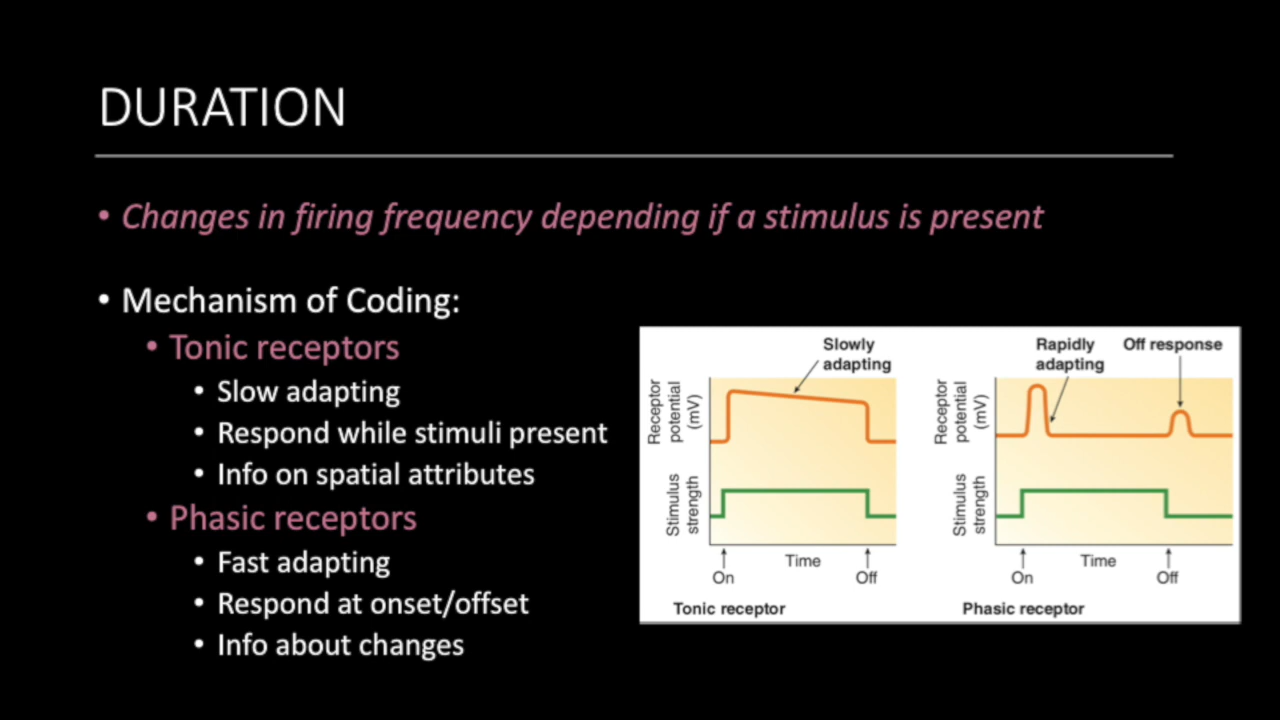 DURATION
• Changes in firing frequency depending if a stimulus is present
• Mechanism of Coding:
• Tonic receptors
• Slow adapting
• Respond while stimuli present
• Info on spatial attributes
• Phasic receptors
• Fast adapting
• Respond at onset/offset
• Info about changes
Slowly
adapting
Receptor
potential
(mV)
Stimulus
strength
Time
On
Off
Tonic receptor
Rapidly
adapting
Off response
Receptor
potential
(mV)
Stimulus
strength
Time
On
Off
Phasic receptor